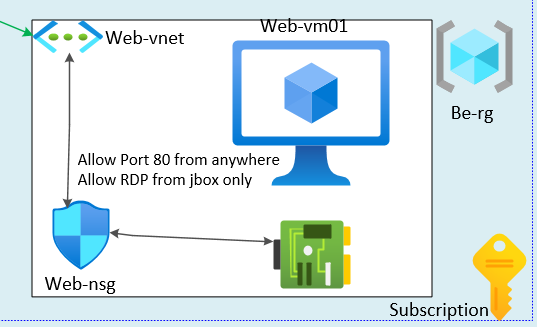 Web-vm01
Web-vnet
Be-rg
Allow Port 80 from anywhere
Allow RDP from jbox only
Web-nsg
Subscription